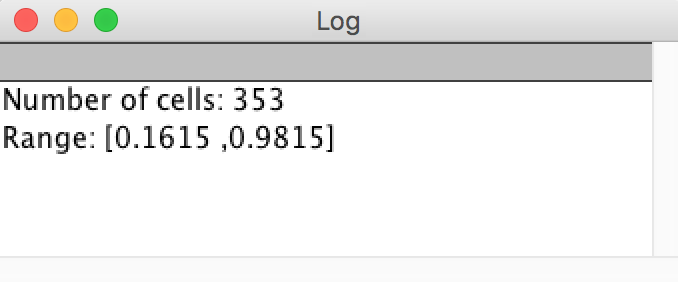 Log
Number of cells: 353
Range: [0.1615 ,0.9815]